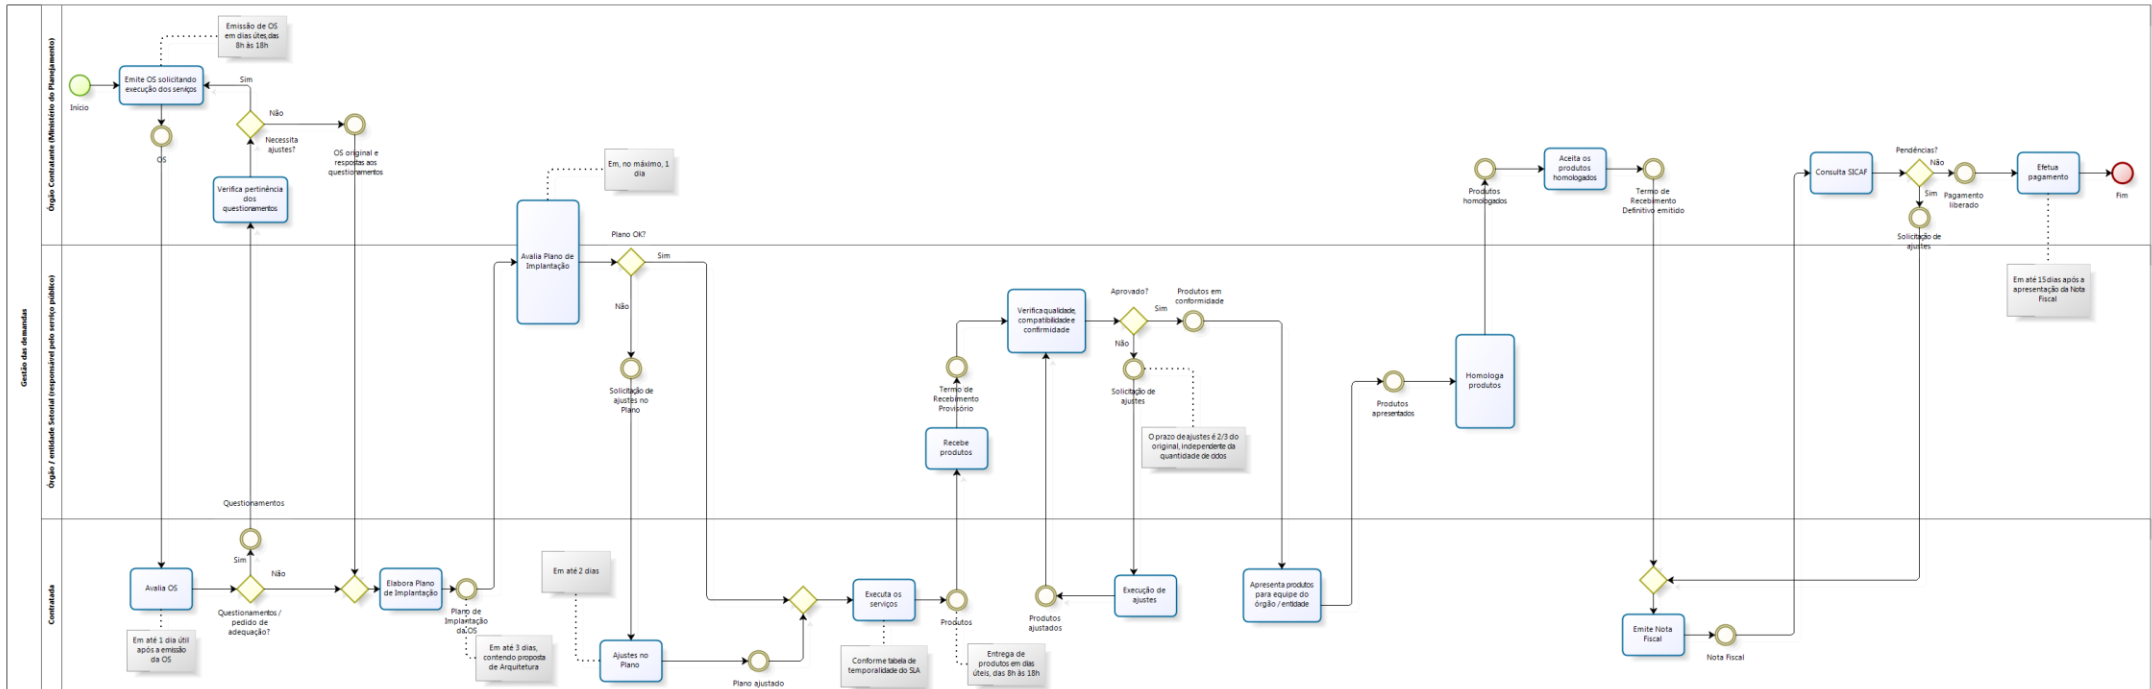 Gestão das demandas
Órgão Contratante (Ministério do Planejamento)
Início
Emite OS solicitando
execução dos serviços
Emissão de OS
em dias útes, das
8h às 18h
OS
Sim
Não
Necessita
ajustes?
Verifica pertinência
dos
questionamentos
OS original e
respostas aos
questionamentos
Em, no máximo, 1
dia
Avalia Plano de
Implantação
Plano OK?
Sim
Não
Solicitação de
ajustes no
Plano
Produtos
homologados
Aceita os
produtos
homologados
Termo de
Recebimento
Definitivo emitido
Consulta SICAF
Pendências?
Não
Sim
Pagamento
liberado
Solicitação de
ajustes
Efetua
pagamento
Fim
Em até 15 dias após a
apresentação da Nota
Fiscal
Órgão / entidade Setorial (responsável pelo serviço público)
Recebe
produtos
Termo de
Recebimento
Provisório
Verifica qualidade,
compatibilidade e
confirmidade
Aprovado?
Sim
Não
Produtos em
conformidade
Solicitação de
ajustes
O prazo de ajustes é 2/3 do
original, independente da
quantidade de cidos
Produtos
apresentados
Homologa
produtos
Questionamentos
Contratada
Avalia OS
Em até 1 dia útil
após a emissão
da OS
Sim
Não
Questionamentos /
pedido de
adequação?
Elabora Plano
de Implantação
Plano de
Implantação
da OS
Em até 3 dias,
contendo proposta
de Arquitetura
Em até 2 dias
Ajustes no
Plano
Plano ajustado
Executa os
serviços
Conforme tabela de
temporalidade do SLA
Produtos
Entrega de
produtos em dias
úteis, das 8h às 18h
Produtos
ajustados
Execução de
ajustes
Apresenta produtos
para equipe do
órgão / entidade
Emite Nota
Fiscal
Nota Fiscal